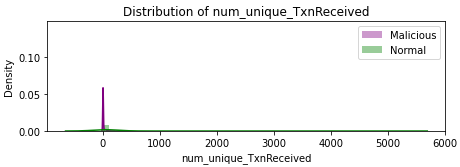 Distribution of num_unique_TxnReceived
Malicious
Normal
Density
0.10
0.05
0.00
0 1000 2000 3000 4000 5000 6000
num_unique_TxnReceived